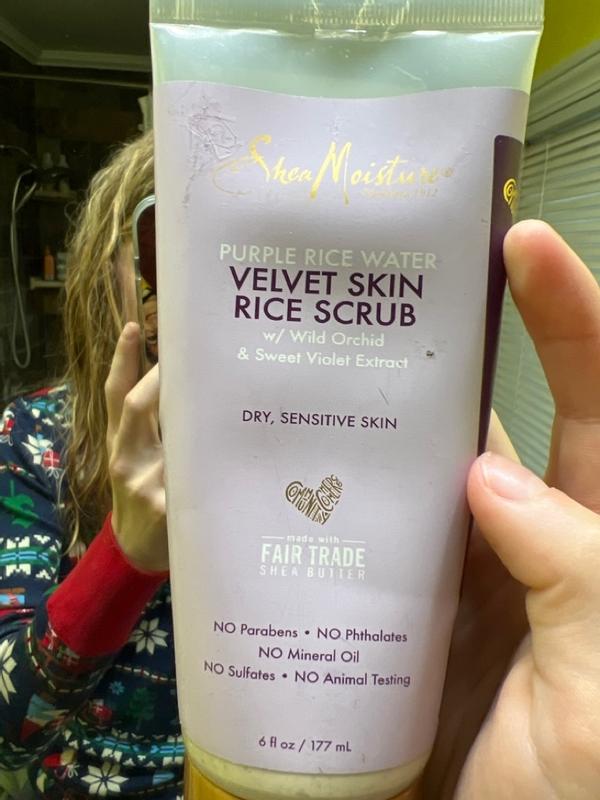 SheaMoisture®
PURPLE RICE WATER
VELVET SKIN
RICE SCRUB
w/ Wild Orchid
& Sweet Violet Extract
DRY, SENSITIVE SKIN
COMMUNITY
COMMERCE
made with
FAIR TRADE
SHEA BUTTER
NO Parabens • NO Phthalates
NO Mineral Oil
NO Sulfates • NO Animal Testing
6 fl oz / 177 mL